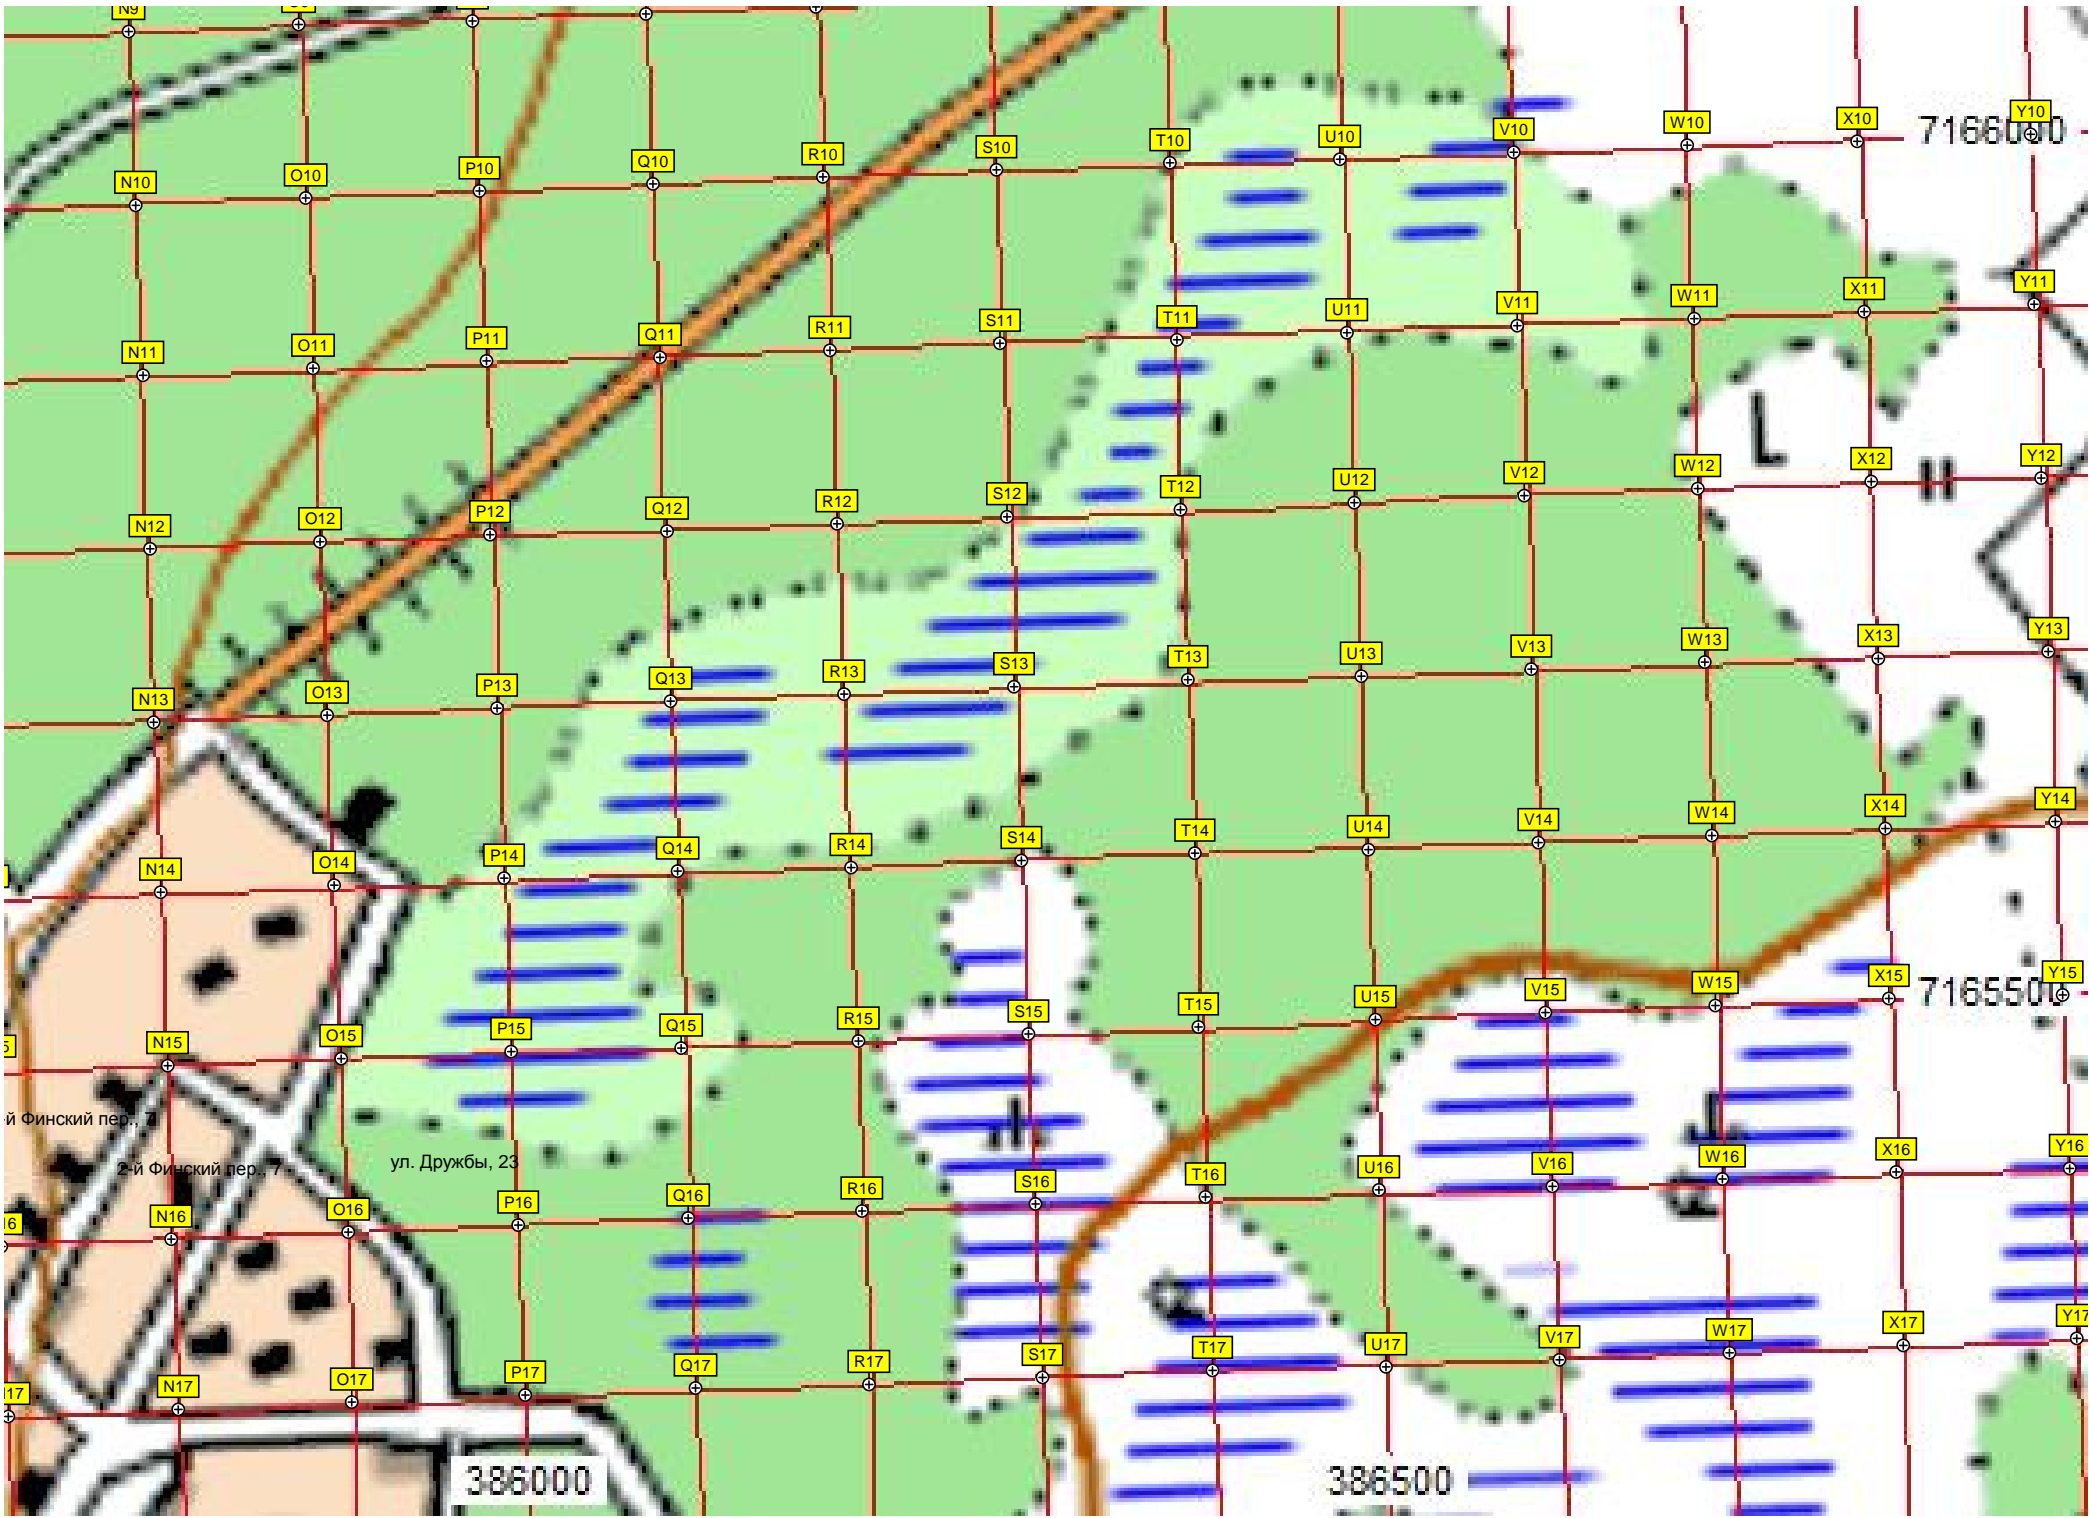 N9
T10 U10 V10 W10 X10 Y10
7166000
N10 O10 P10 Q10 R10 S10
N11 O11 P11 Q11 R11 S11 T11 U11 V11 W11 X11 Y11
N12 O12 P12 Q12 R12 S12 T12 U12 V12 W12 X12 Y12
N13 O13 P13 Q13 R13 S13 T13 U13 V13 W13 X13 Y13
N14 O14 P14 Q14 R14 S14 T14 U14 V14 W14 X14 Y14
N15 O15 P15 Q15 R15 S15 T15 U15 V15 W15 X15 Y15
7165500
-й Финский пер., 7
2-й Финский пер., 7
ул. Дружбы, 23
16 N16 O16 P16 Q16 R16 S16 T16 U16 V16 W16 X16 Y16
17 N17 O17 P17 Q17 R17 S17 T17 U17 V17 W17 X17 Y17
386000
386500